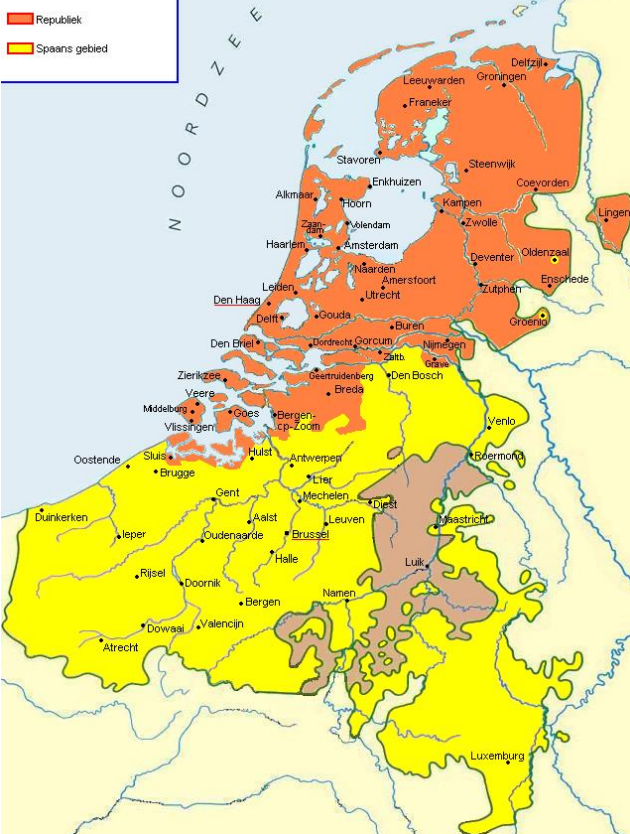 Republiek
Spaans gebied
NOORDZEE
Delfzijl
Leeuwarden
Groningen
Franeker
Stavoren
Steenwijk
Enkhuizen
Coevorden
Alkmaar
Hoorn
Kampen
Lingen
Zaan-
dam
Volendam
Zwolle
Haarlem
Amsterdam
Oldenzaal
Naarden
Deventer
Leiden
Amersfoort
Enschede
Den Haag
Utrecht
Zutphen
Delft
Gouda
Groenlo
Buren
Den Briel
Dordrecht
Gorcum
Nijmegen
Zaltb.
Grave
Zierikzee
Geertruidenberg
Den Bosch
Veere
Breda
Middelburg
Goes
Bergen-
op-Zoom
Vlissingen
Venlo
Sluis
Hulst
Roermond
Oostende
Antwerpen
Brugge
Lier
Gent
Mechelen
Diest
Duinkerken
Aalst
Leuven
Maastricht
Ieper
Oudenaarde
Brussel
Halle
Luik
Rijsel
Doornik
Namen
Bergen
Dowaai
Valencijn
Atrecht
Luxemburg